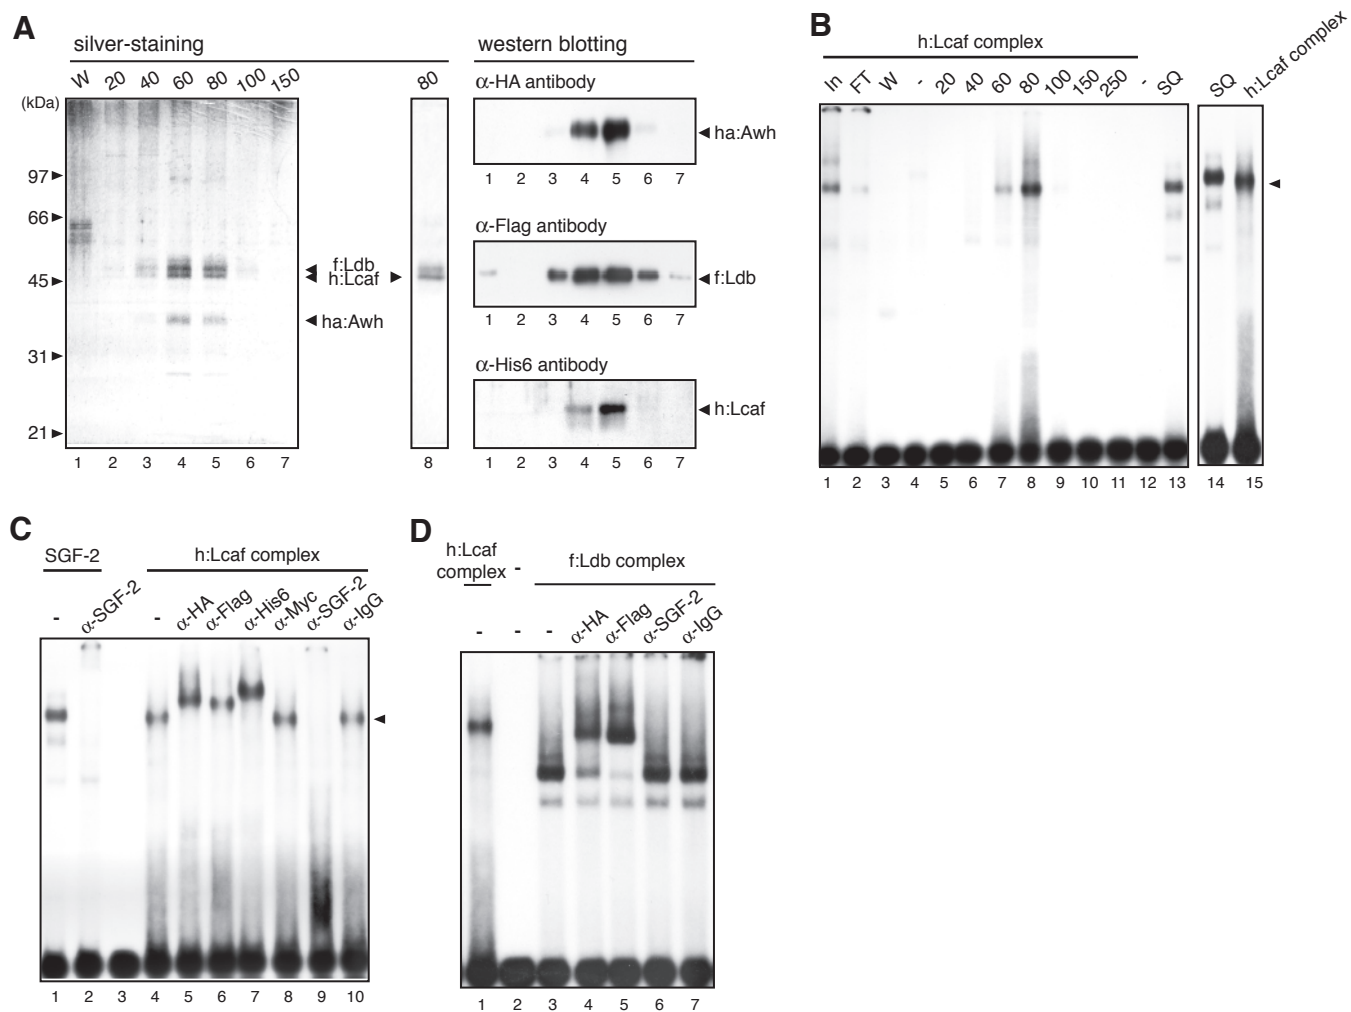 A
silver-staining
W 20 40 60 80 100 150
80
(kDa)
97
66
45
31
21
f:Ldb
h:Lcaf
ha:Awh
1 2 3 4 5 6 7
8
western blotting
α-HA antibody
ha:Awh
1 2 3 4 5 6 7
α-Flag antibody
f:Ldb
1 2 3 4 5 6 7
α-His6 antibody
h:Lcaf
1 2 3 4 5 6 7
B
h:Lcaf complex
In FT W - 20 40 60 80 100 150 250 - SQ
SQ h:Lcaf complex
1 2 3 4 5 6 7 8 9 10 11 12 13
14 15
C
SGF-2
h:Lcaf complex
- α-SGF-2
- α-HA α-Flag α-His6 α-Myc α-SGF-2 α-IgG
1 2 3 4 5 6 7 8 9 10
D
h:Lcaf
complex
-
f:Ldb complex
- - - α-HA α-Flag α-SGF-2 α-IgG
1 2 3 4 5 6 7